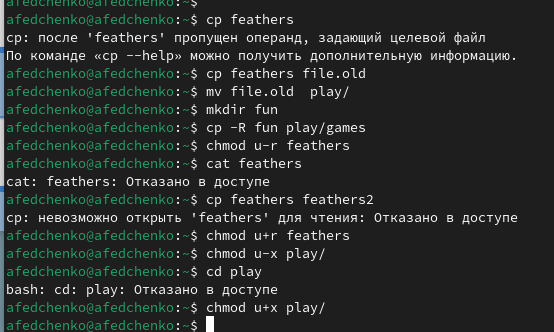 afedchenko@afedchenko:~$
afedchenko@afedchenko:~$ cp feathers
cp: после 'feathers' пропущен операнд, задающий целевой файл
По команде «cp --help» можно получить дополнительную информацию.
afedchenko@afedchenko:~$ cp feathers file.old
afedchenko@afedchenko:~$ mv file.old  play/
afedchenko@afedchenko:~$ mkdir fun
afedchenko@afedchenko:~$ cp -R fun play/games
afedchenko@afedchenko:~$ chmod u-r feathers
afedchenko@afedchenko:~$ cat feathers
cat: feathers: Отказано в доступе
afedchenko@afedchenko:~$ cp feathers feathers2
cp: невозможно открыть 'feathers' для чтения: Отказано в доступе
afedchenko@afedchenko:~$ chmod u+r feathers
afedchenko@afedchenko:~$ chmod u-x play/
afedchenko@afedchenko:~$ cd play
bash: cd: play: Отказано в доступе
afedchenko@afedchenko:~$ chmod u+x play/
afedchenko@afedchenko:~$